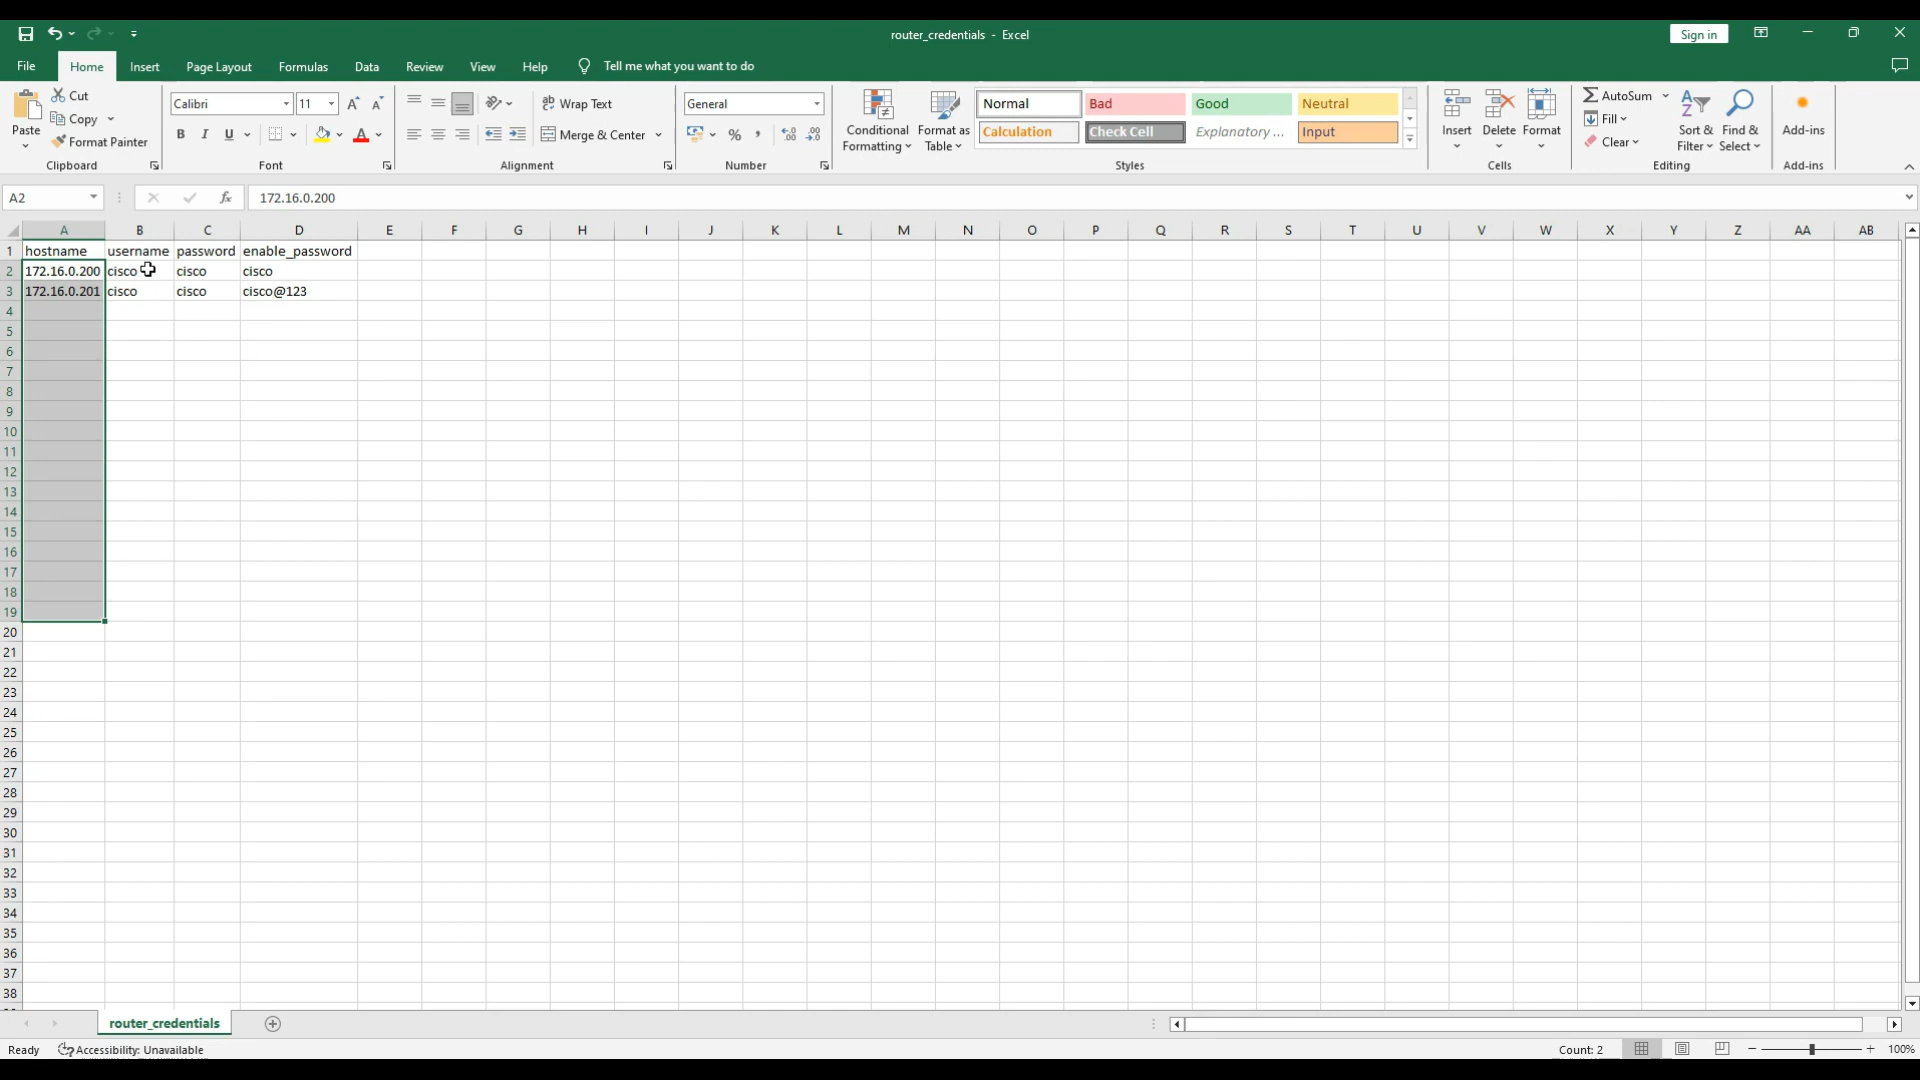 router_credentials - Excel
Sign in
File Home Insert Page Layout Formulas Data Review View Help Tell me what you want to do
Paste
Cut
Copy
Format Painter
Clipboard
Calibri 11
B I U
Font
Wrap Text
Merge & Center
Alignment
General
% ,
Number
Conditional Formatting
Format as Table
Normal Bad Good Neutral
Calculation Check Cell Explanatory ... Input
Styles
Insert Delete Format
Cells
AutoSum
Fill
Clear
Sort & Filter
Find & Select
Editing
Add-ins
Add-ins
A2 fx 172.16.0.200
A B C D E F G H I J K L M N O P Q R S T U V W X Y Z AA AB
1 hostname username password enable_password
2 172.16.0.200 cisco cisco cisco
3 172.16.0.201 cisco cisco cisco@123
4
5
6
7
8
9
10
11
12
13
14
15
16
17
18
19
20
21
22
23
24
25
26
27
28
29
30
31
32
33
34
35
36
37
38
router_credentials
Ready Accessibility: Unavailable Count: 2 100%